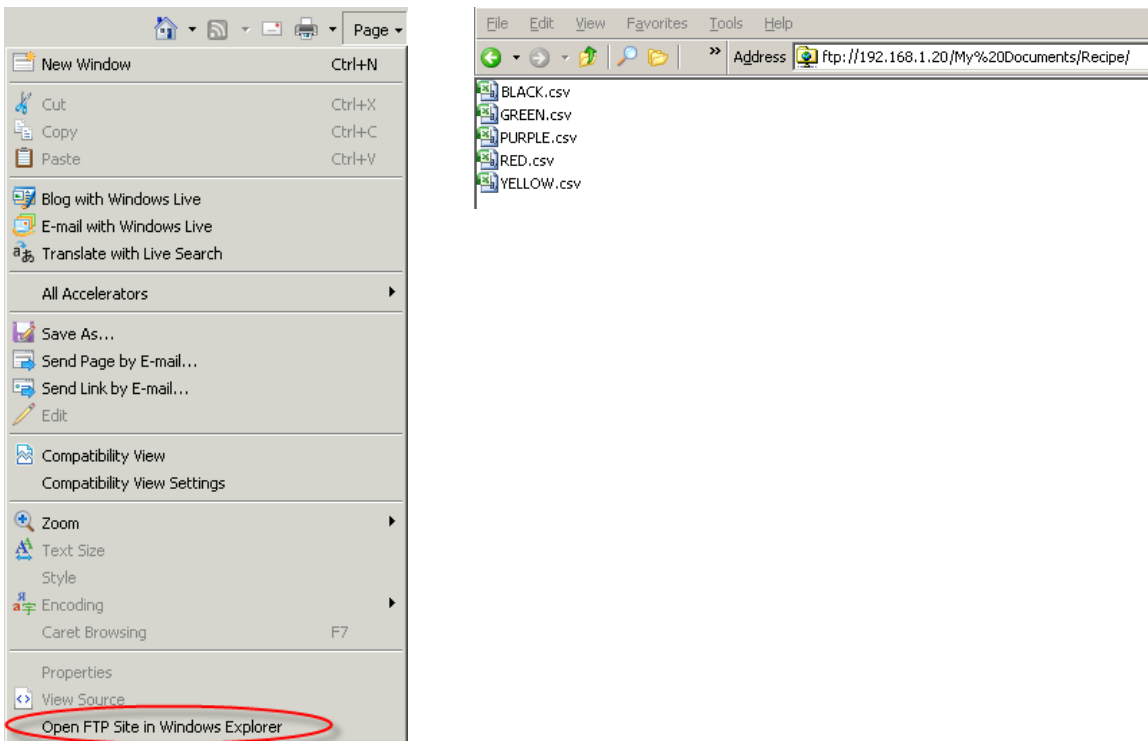 Page
New Window Ctrl+N
Cut Ctrl+X
Copy Ctrl+C
Paste Ctrl+V
Blog with Windows Live
E-mail with Windows Live
Translate with Live Search
All Accelerators
Save As...
Send Page by E-mail...
Send Link by E-mail...
Edit
Compatibility View
Compatibility View Settings
Zoom
Text Size
Style
Encoding
Caret Browsing F7
Properties
View Source
Open FTP Site in Windows Explorer
File Edit View Favorites Tools Help
» Address ftp://192.168.1.20/My%20Documents/Recipe/
BLACK.csv
GREEN.csv
PURPLE.csv
RED.csv
YELLOW.csv